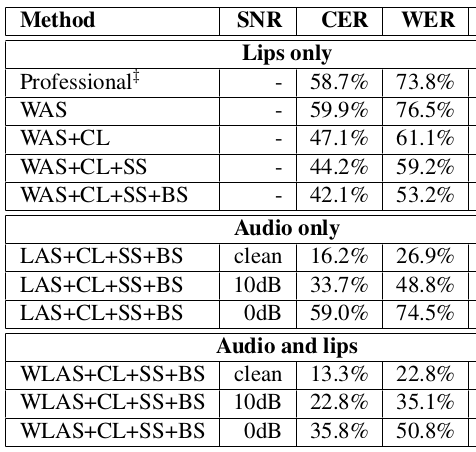 Method SNR CER WER
Lips only
Professional‡ - 58.7% 73.8%
WAS - 59.9% 76.5%
WAS+CL - 47.1% 61.1%
WAS+CL+SS - 44.2% 59.2%
WAS+CL+SS+BS - 42.1% 53.2%
Audio only
LAS+CL+SS+BS clean 16.2% 26.9%
LAS+CL+SS+BS 10dB 33.7% 48.8%
LAS+CL+SS+BS 0dB 59.0% 74.5%
Audio and lips
WLAS+CL+SS+BS clean 13.3% 22.8%
WLAS+CL+SS+BS 10dB 22.8% 35.1%
WLAS+CL+SS+BS 0dB 35.8% 50.8%